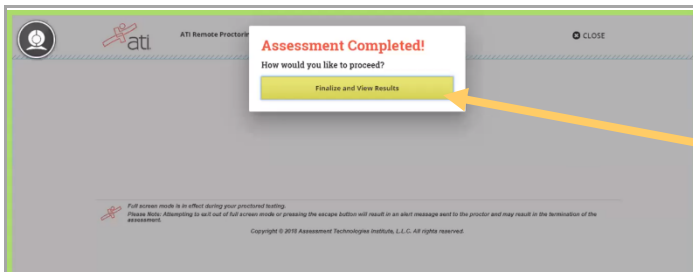 ati
ATI Remote Proctorin
CLOSE
Assessment Completed!
How would you like to proceed?
Finalize and View Results
Full screen mode is in effect during your proctored testing.
Please Note: Attempting to exit out of full screen mode or pressing the escape button will result in an alert message sent to the proctor and may result in the termination of the
assessment.
Copyright © 2016 Assessment Technologies Institute, L.L.C. All rights reserved.